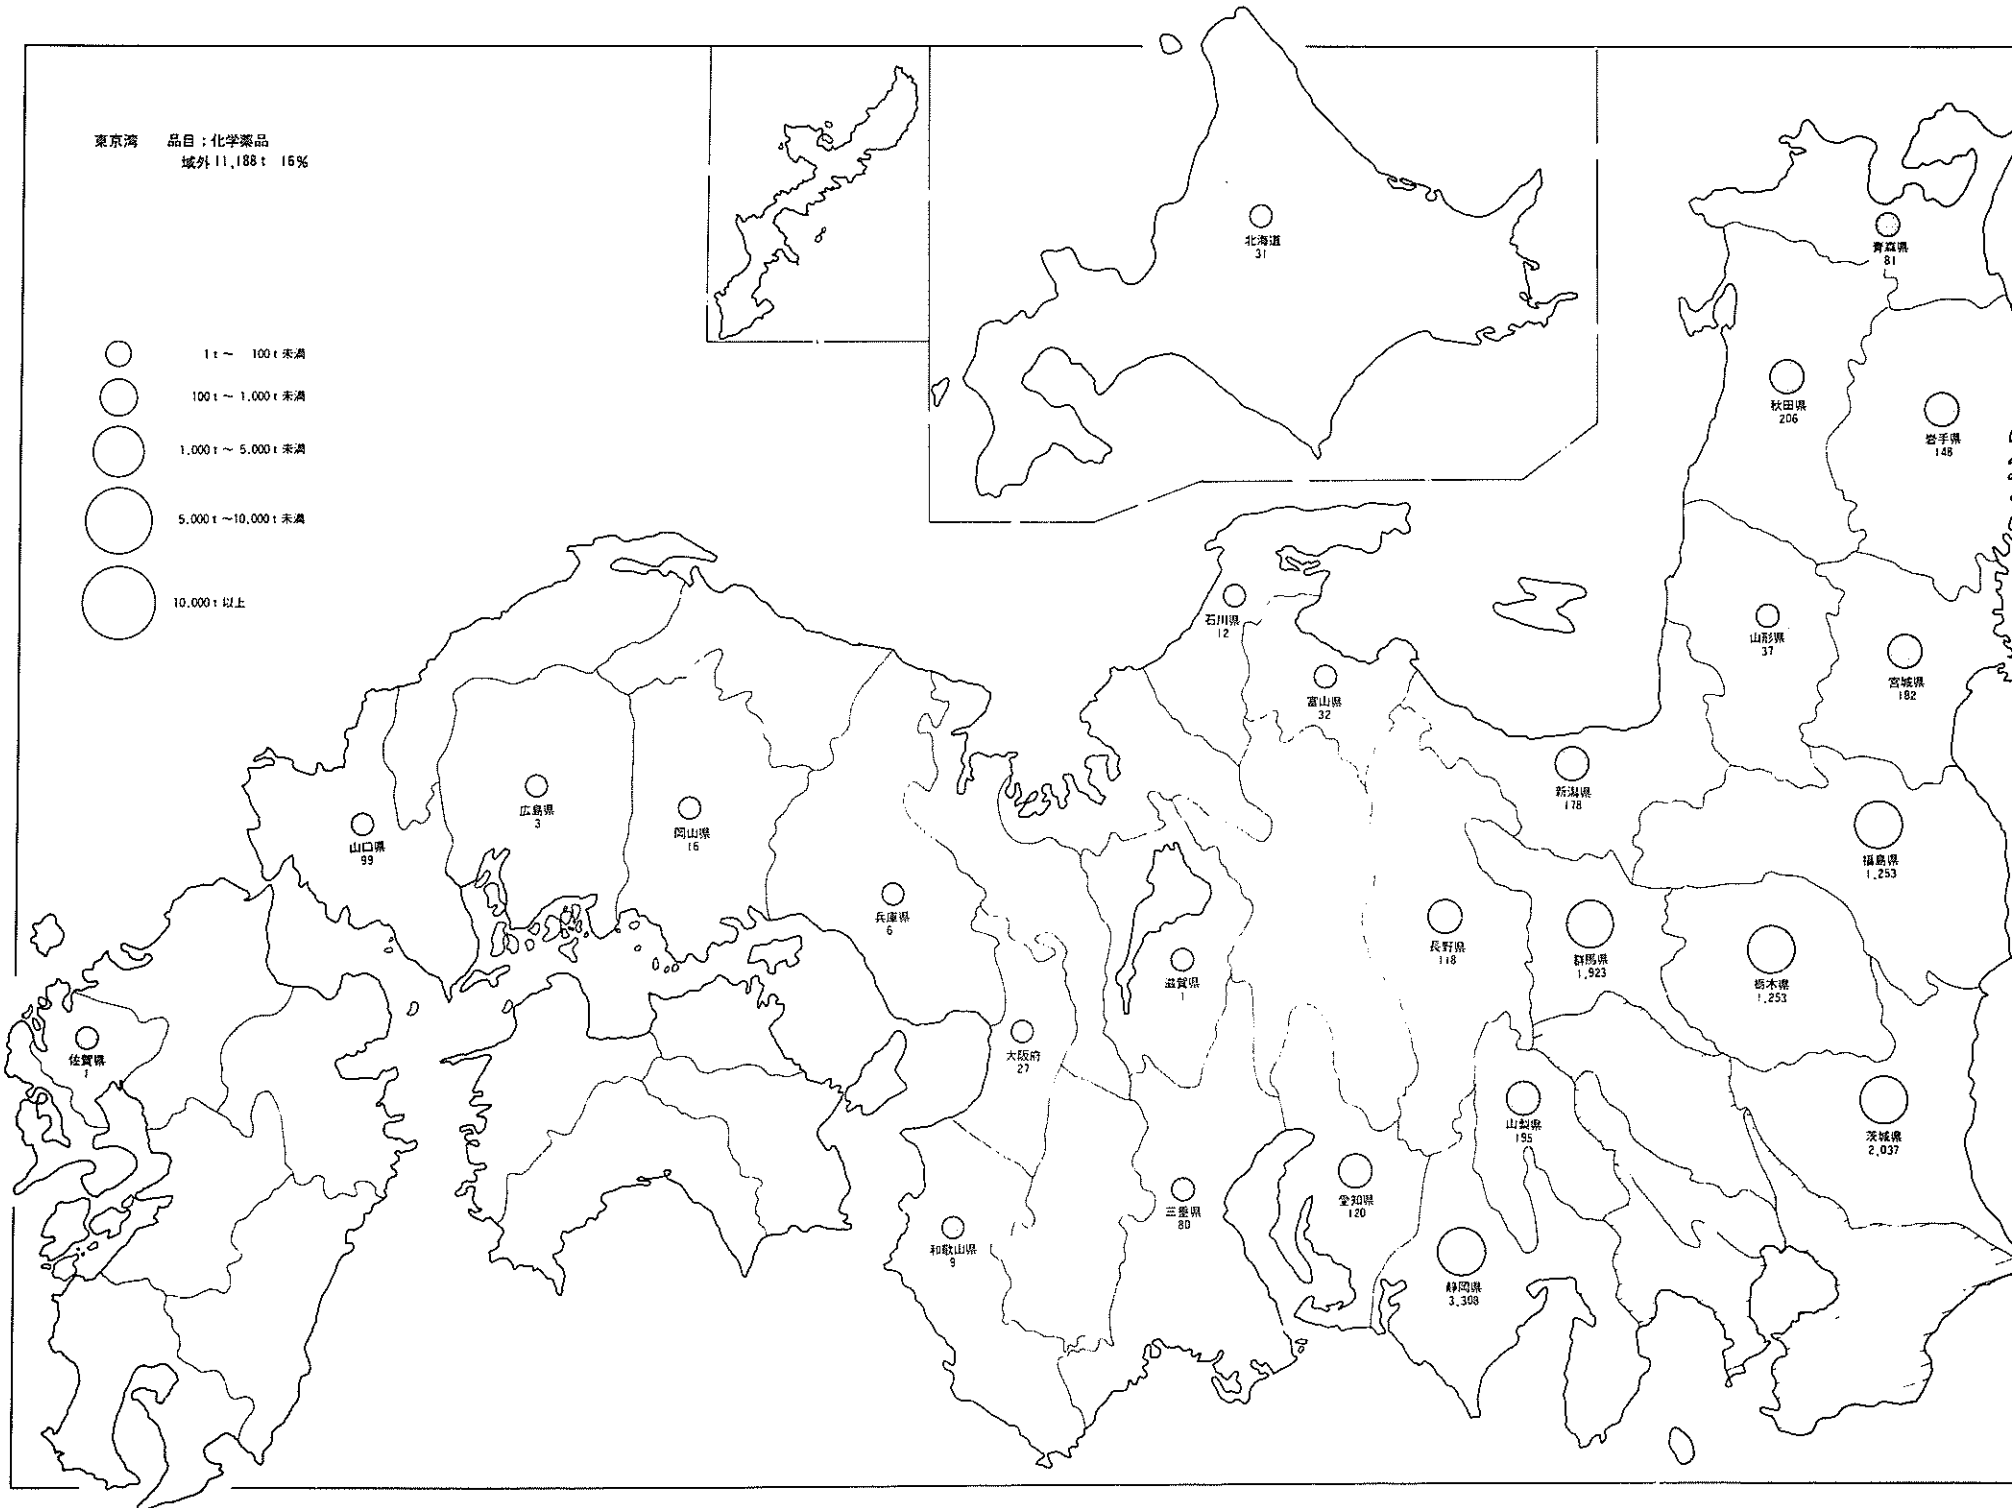 東京湾 品目：化学薬品
域外 11,188t 16%
1t ～ 100t 未満
100t ～ 1,000t 未満
1,000t ～ 5,000t 未満
5,000t ～10,000t 未満
10,000t 以上
北海道
31
青森県
81
秋田県
206
岩手県
148
石川県
12
山形県
37
宮城県
182
富山県
32
新潟県
178
広島県
3
岡山県
16
山口県
99
福島県
1,253
兵庫県
6
長野県
118
群馬県
1,923
栃木県
1,253
滋賀県
1
佐賀県
1
大阪府
27
山梨県
195
茨城県
2,037
愛知県
120
三重県
80
和歌山県
9
静岡県
3,308